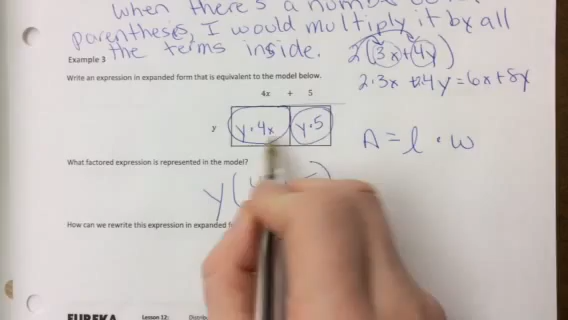 When there's a number
parenthesis, I would multiply it by all
the terms inside. 2(3x+4y)
Example 3
Write an expression in expanded form that is equivalent to the model below.
2·3x + 2·4y = 6x+8y
4x + 5
y y·4x y·5
A = l · w
What factored expression is represented in the model?
y(
How can we rewrite this expression in expanded
EUREKA Lesson 12: